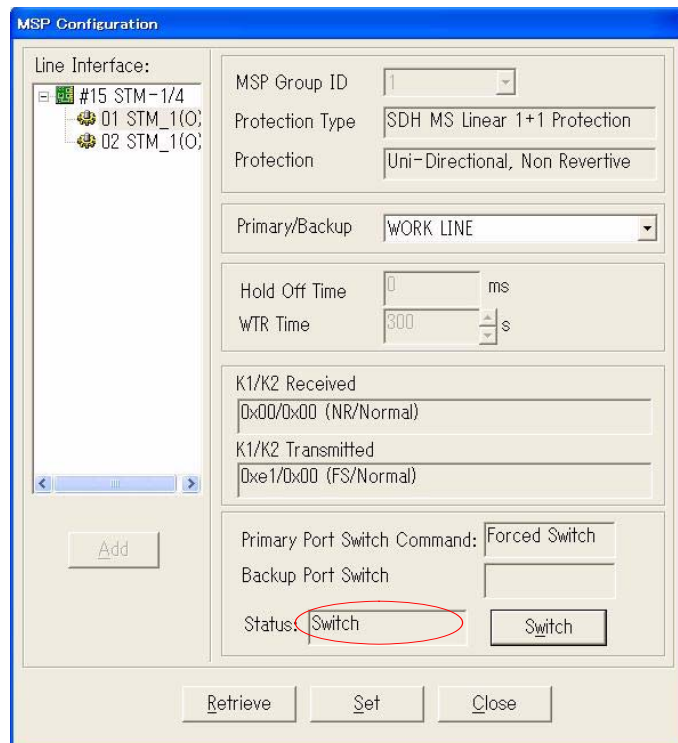 MSP Configuration
Line Interface:
#15 STM-1/4
01 STM_1(O)
02 STM_1(O)
Add
MSP Group ID 1
Protection Type SDH MS Linear 1+1 Protection
Protection Uni-Directional, Non Revertive
Primary/Backup WORK LINE
Hold Off Time 0 ms
WTR Time 300 s
K1/K2 Received
0x00/0x00 (NR/Normal)
K1/K2 Transmitted
0xe1/0x00 (FS/Normal)
Primary Port Switch Command: Forced Switch
Backup Port Switch
Status: Switch Switch
Retrieve Set Close